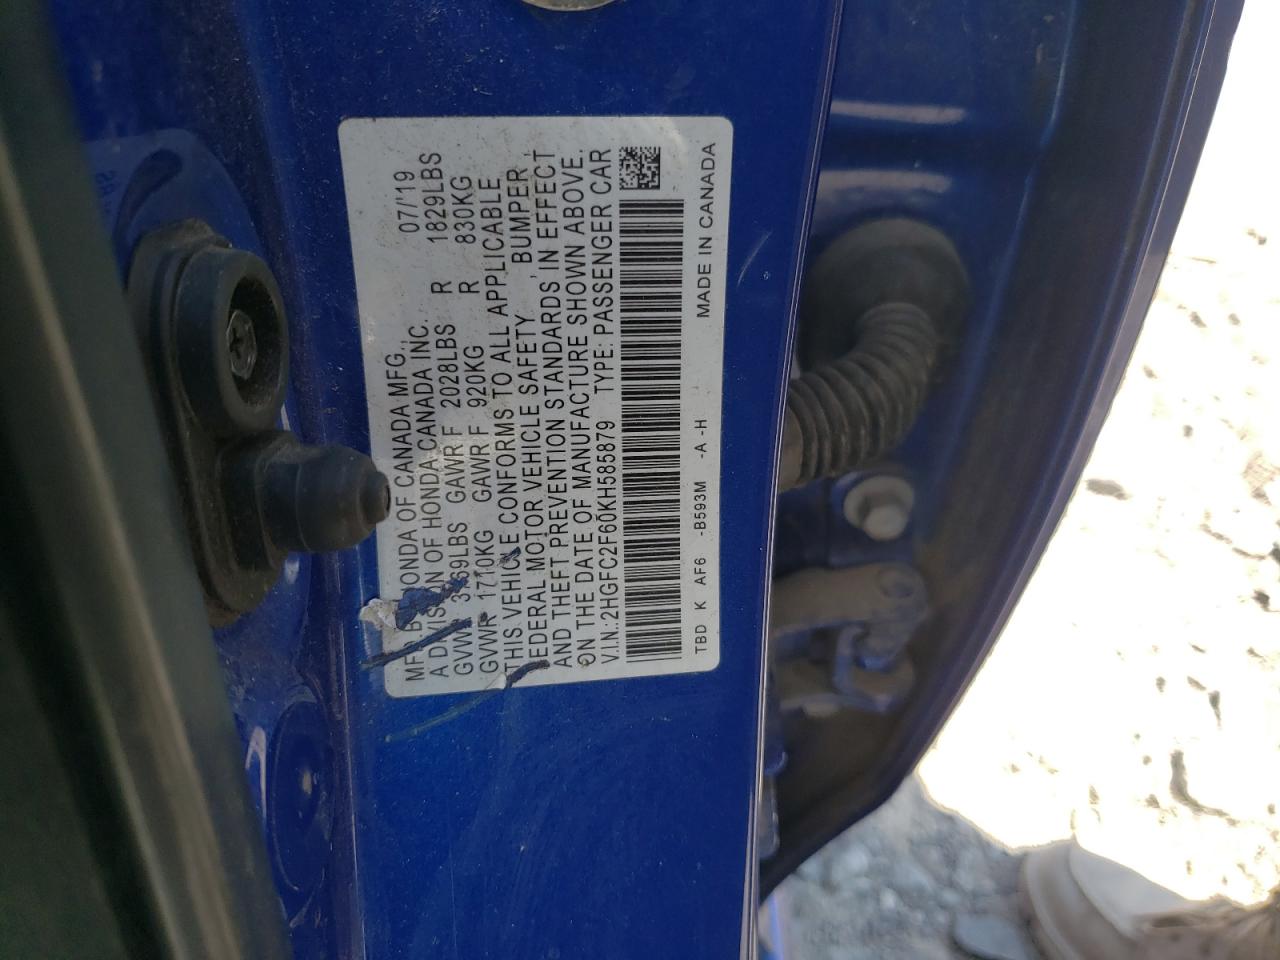 MFD BY HONDA OF CANADA MFG., 07/'19
A DIVISION OF HONDA CANADA INC.,
GVWR 3769LBS GAWR F 2028LBS R 1829LBS
GVWR 1710KG GAWR F 920KG R 830KG
THIS VEHICLE CONFORMS TO ALL APPLICABLE
FEDERAL MOTOR VEHICLE SAFETY, BUMPER,
AND THEFT PREVENTION STANDARDS, IN EFFECT
ON THE DATE OF MANUFACTURE SHOWN ABOVE.
V.I.N.:2HGFC2F60KH585879 TYPE: PASSENGER CAR
TBD K AF6 -B593M -A -H MADE IN CANADA